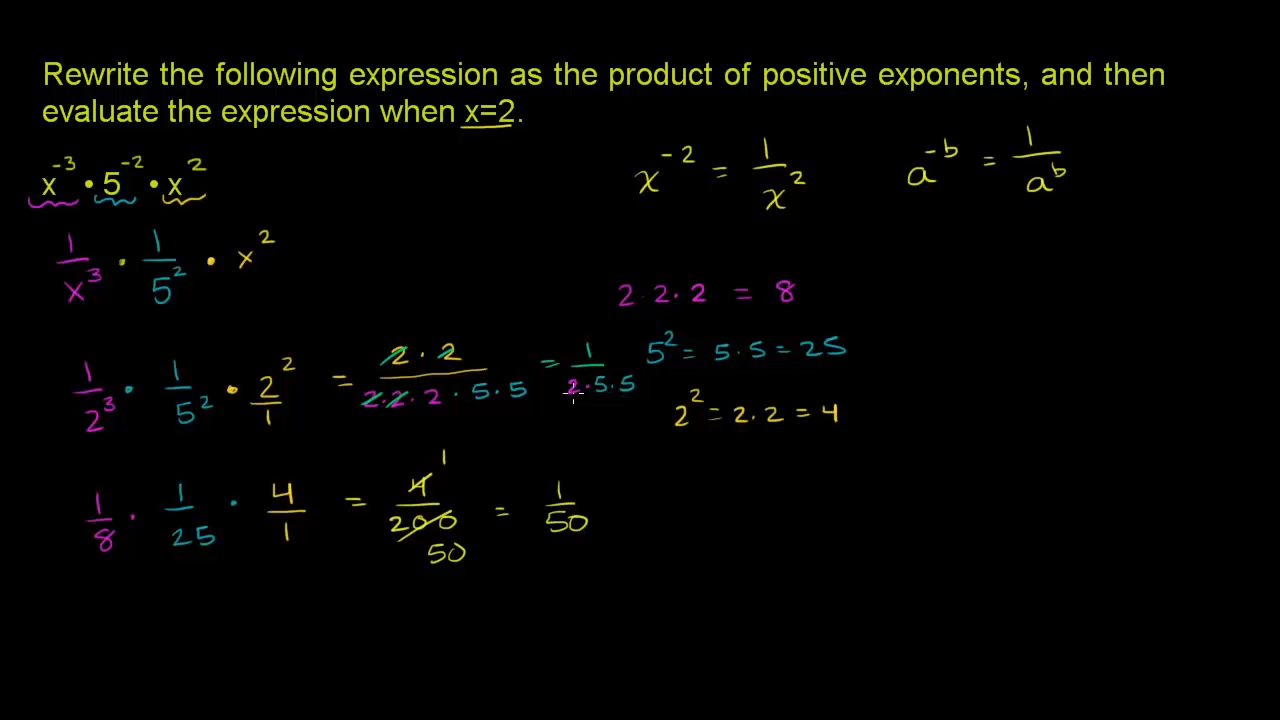 Rewrite the following expression as the product of positive exponents, and then
evaluate the expression when x=2.
x^-3 • 5^-2 • x^2
x^-2 = 1/x^2
a^-b = 1/a^b
1/x^3 · 1/5^2 · x^2
2·2·2 = 8
1/2^3 · 1/5^2 · 2^2/1 = 2·2/2·2·2·5·5 = 1/2·5·5
5^2 = 5·5 = 25
2^2 = 2·2 = 4
1/8 · 1/25 · 4/1 = 4/200 = 1/50
1
50